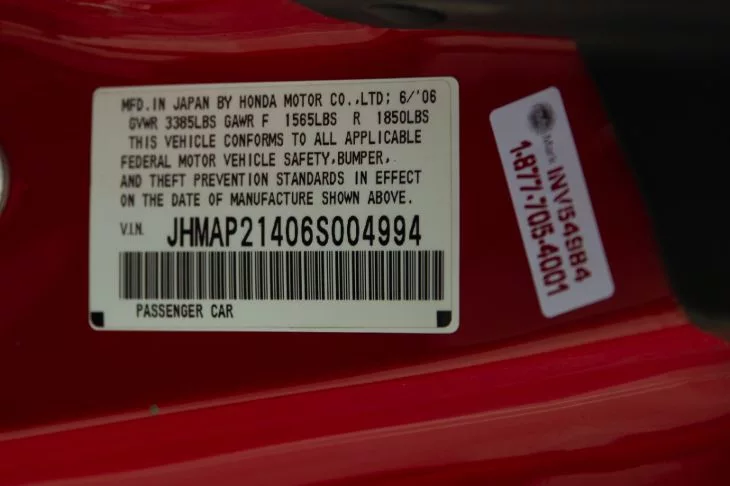 MFD.IN JAPAN BY HONDA MOTOR CO.,LTD; 6/'06
GVWR 3385LBS GAWR F 1565LBS R 1850LBS
THIS VEHICLE CONFORMS TO ALL APPLICABLE
FEDERAL MOTOR VEHICLE SAFETY,BUMPER,
AND THEFT PREVENTION STANDARDS IN EFFECT
ON THE DATE OF MANUFACTURE SHOWN ABOVE.
V.I.N. JHMAP21406S004994
PASSENGER CAR
INV54984
1-877-705-4001